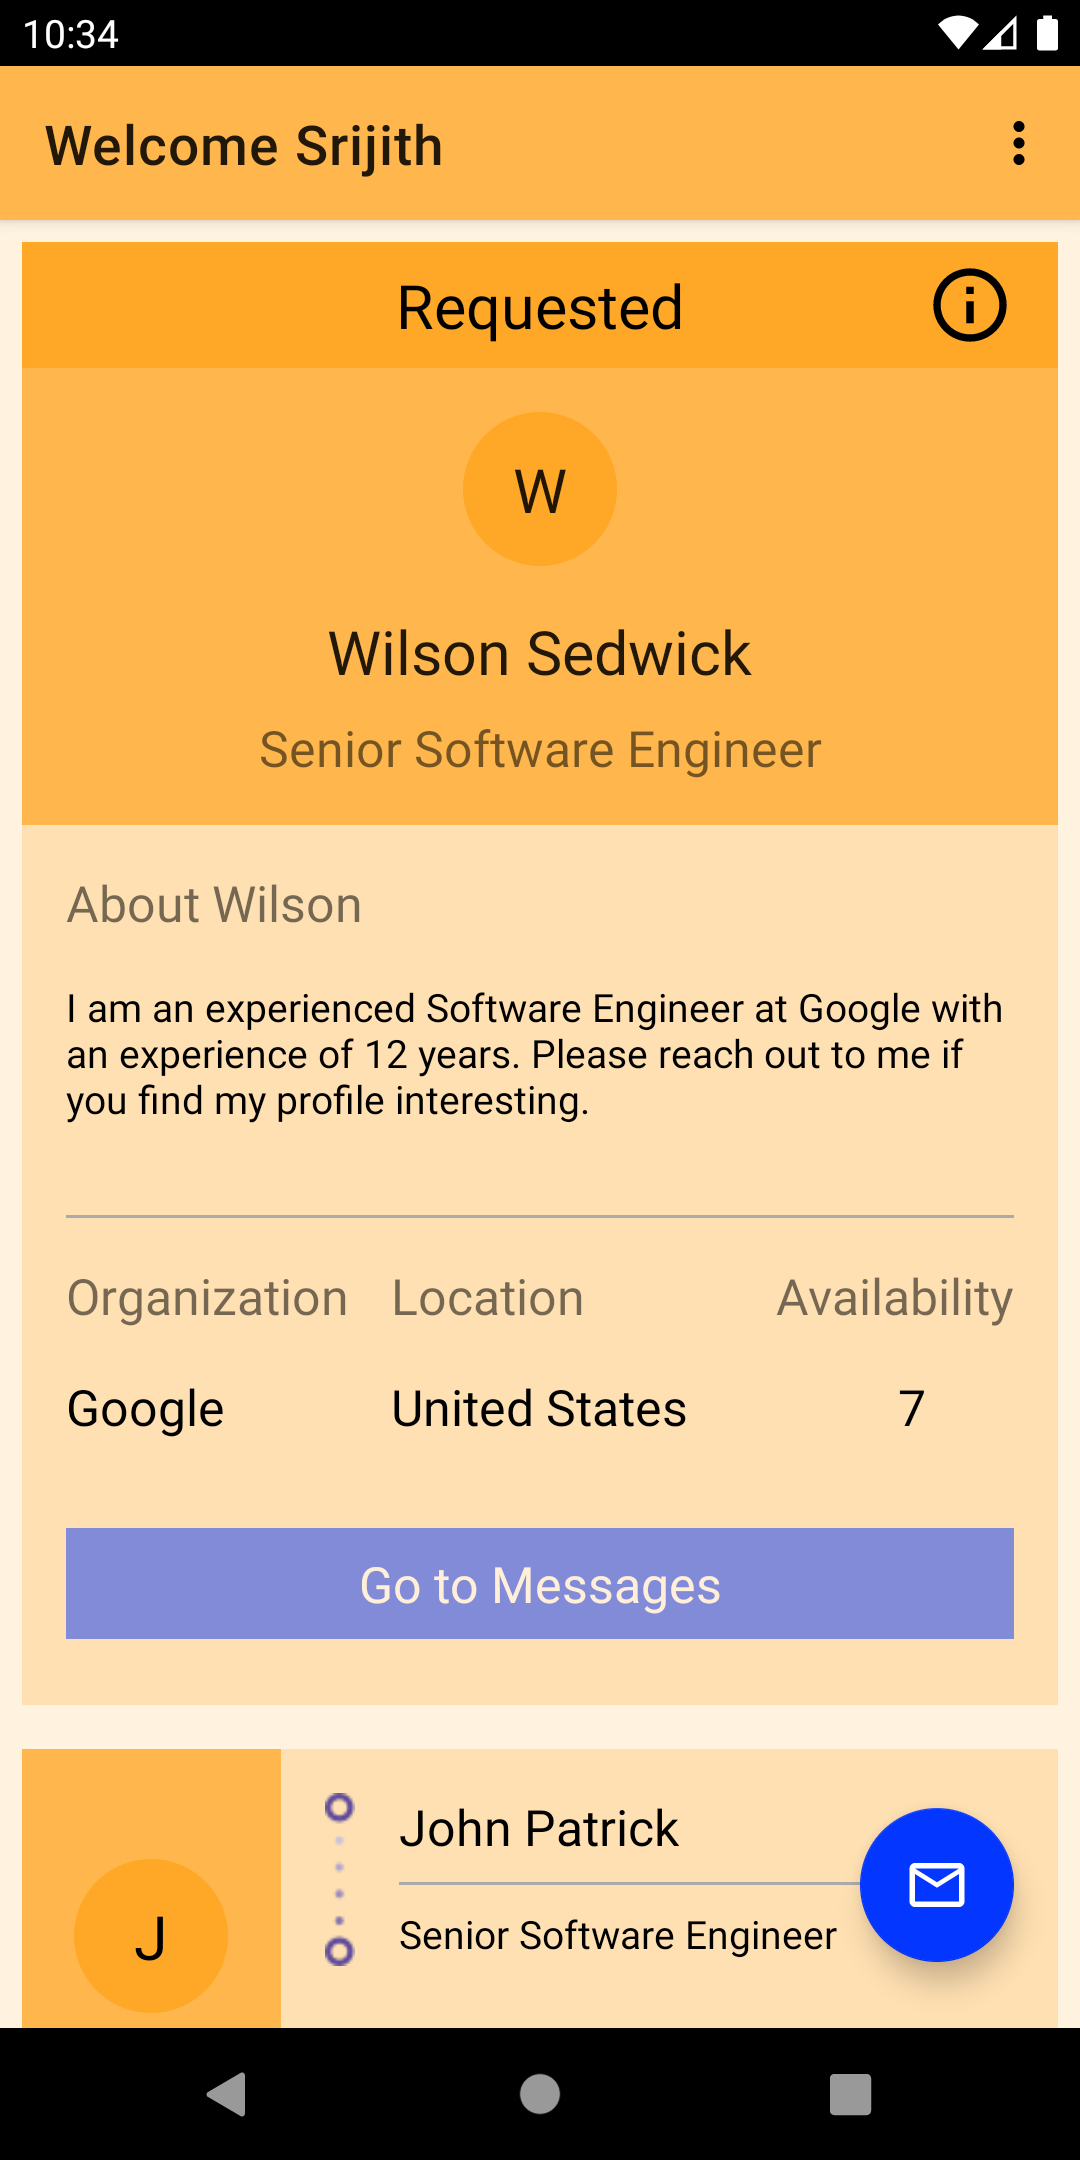 10:34
Welcome Srijith
Requested
W
Wilson Sedwick
Senior Software Engineer
About Wilson
I am an experienced Software Engineer at Google with
an experience of 12 years. Please reach out to me if
you find my profile interesting.
Organization Location Availability
Google United States 7
Go to Messages
J
John Patrick
Senior Software Engineer